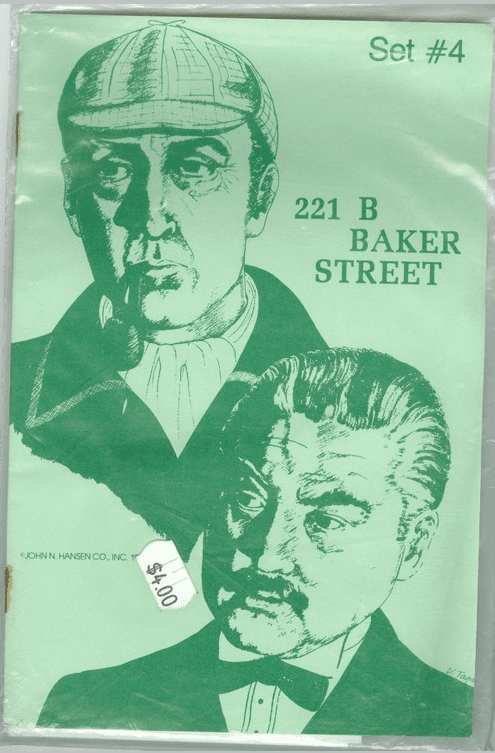 Set #4
221 B
BAKER
STREET
©JOHN N. HANSEN CO., INC.
$4.00